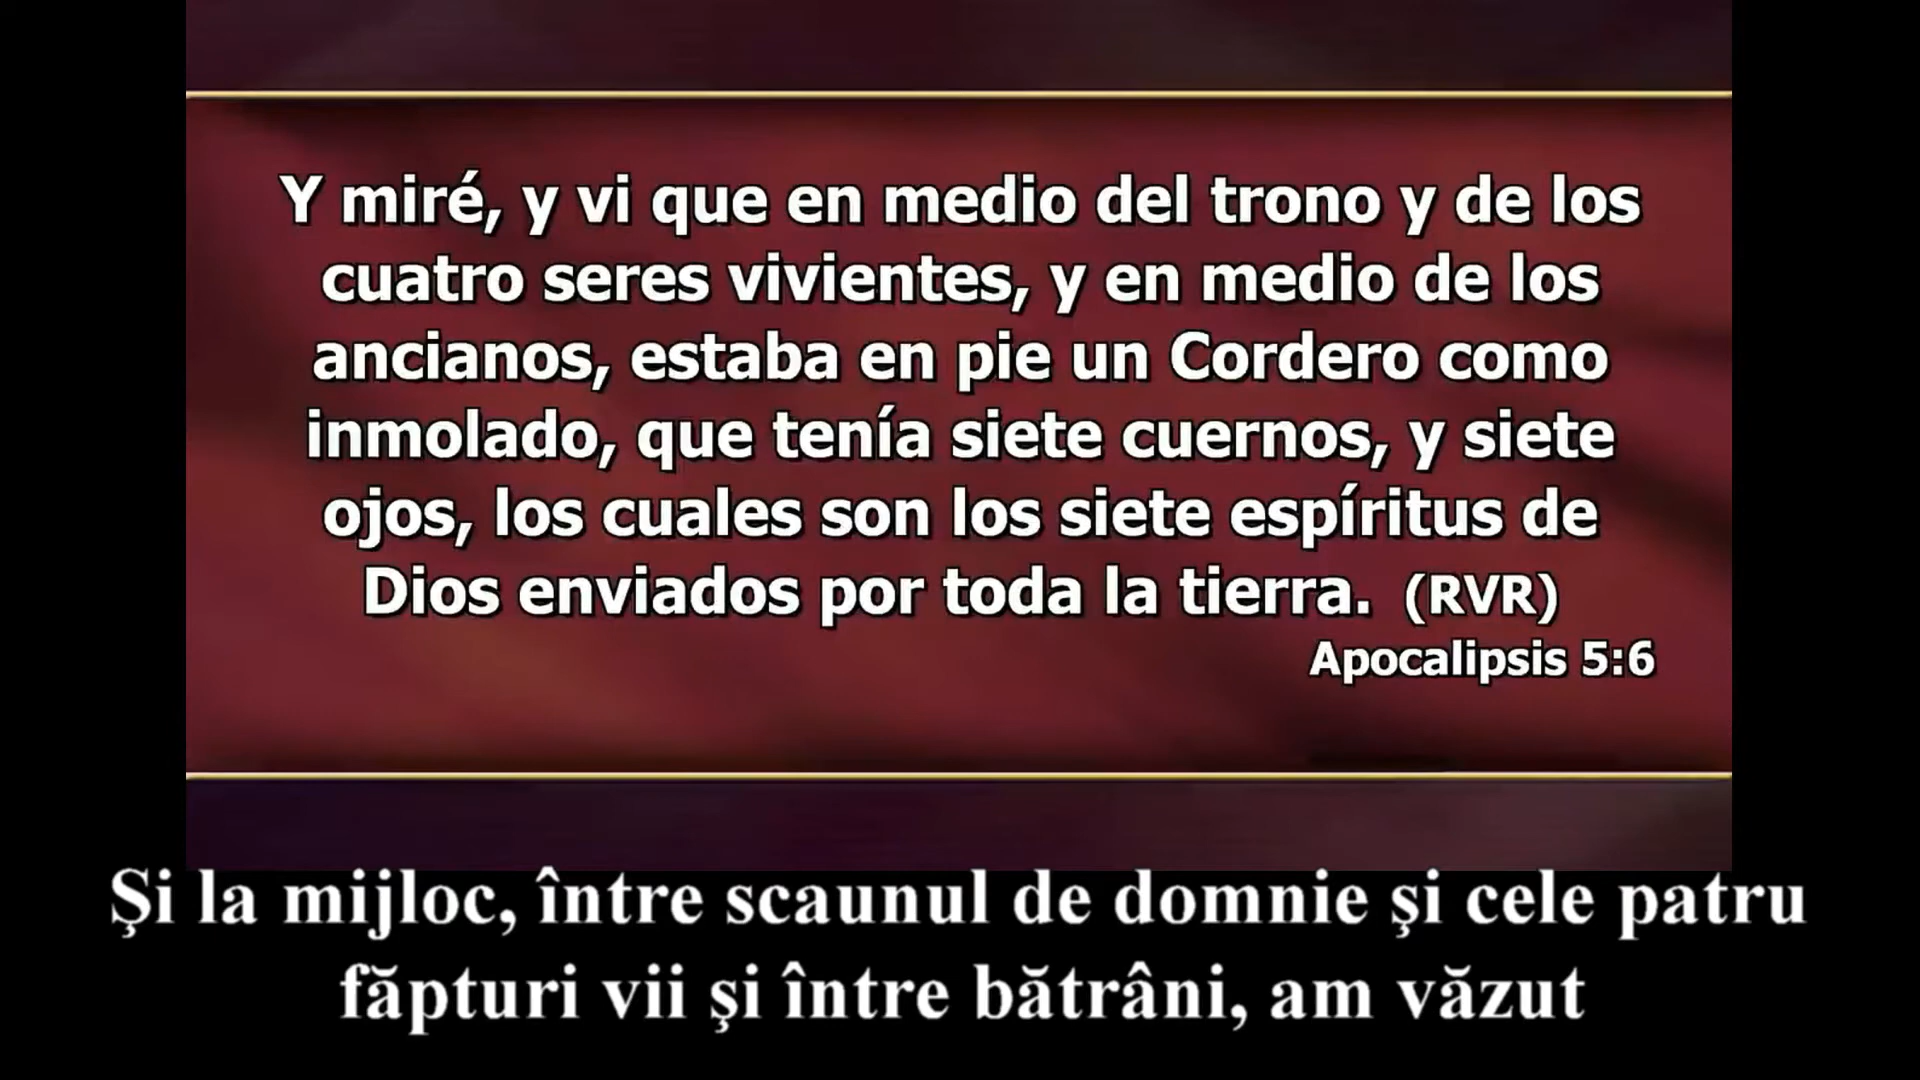 Y miré, y vi que en medio del trono y de los
cuatro seres vivientes, y en medio de los
ancianos, estaba en pie un Cordero como
inmolado, que tenía siete cuernos, y siete
ojos, los cuales son los siete espíritus de
Dios enviados por toda la tierra. (RVR)
Apocalipsis 5:6
Şi la mijloc, între scaunul de domnie şi cele patru
făpturi vii şi între bătrâni, am văzut